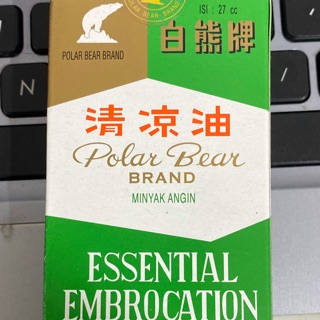 ISI : 27 cc
POLAR BEAR BRAND
白熊牌
清凉油
Polar Bear
BRAND
MINYAK ANGIN
ESSENTIAL
EMBROCATION